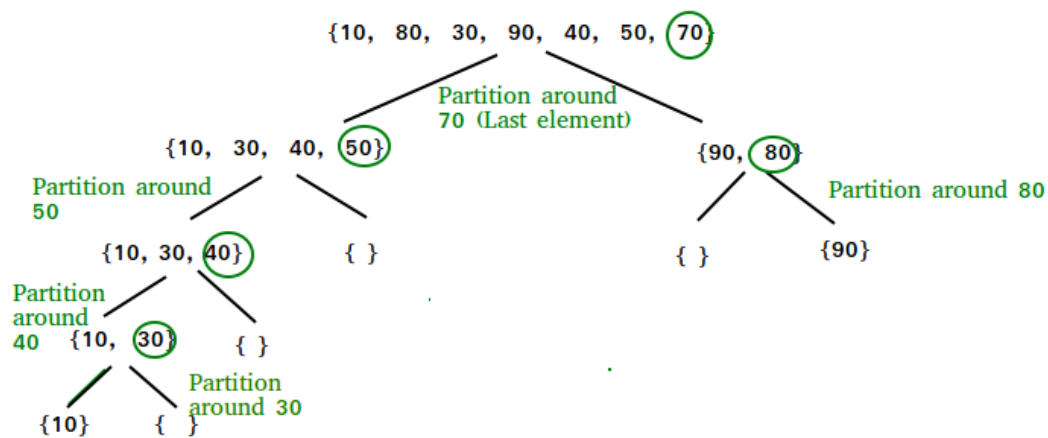 {10, 80, 30, 90, 40, 50, 70}
Partition around
70 (Last element)
{10, 30, 40, 50}
{90, 80}
Partition around
50
Partition around 80
{10, 30, 40}
{ }
{ }
{90}
Partition
around
40
{10, 30}
{ }
Partition
around 30
{10}
{ }